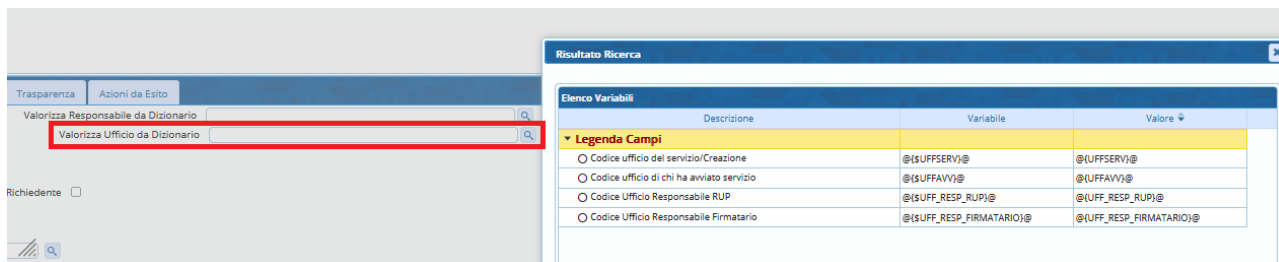 Risultato Ricerca
Trasparenza Azioni da Esito
Valorizza Responsabile da Dizionario
Valorizza Ufficio da Dizionario
Richiedente
Elenco Variabili
Descrizione Variabile Valore
Legenda Campi
Codice ufficio del servizio/Creazione @{$UFFSERV}@ @{UFFSERV}@
Codice ufficio di chi ha avviato servizio @{$UFFAVV}@ @{UFFAVV}@
Codice Ufficio Responsabile RUP @{$UFF_RESP_RUP}@ @{UFF_RESP_RUP}@
Codice Ufficio Responsabile Firmatario @{$UFF_RESP_FIRMATARIO}@ @{UFF_RESP_FIRMATARIO}@